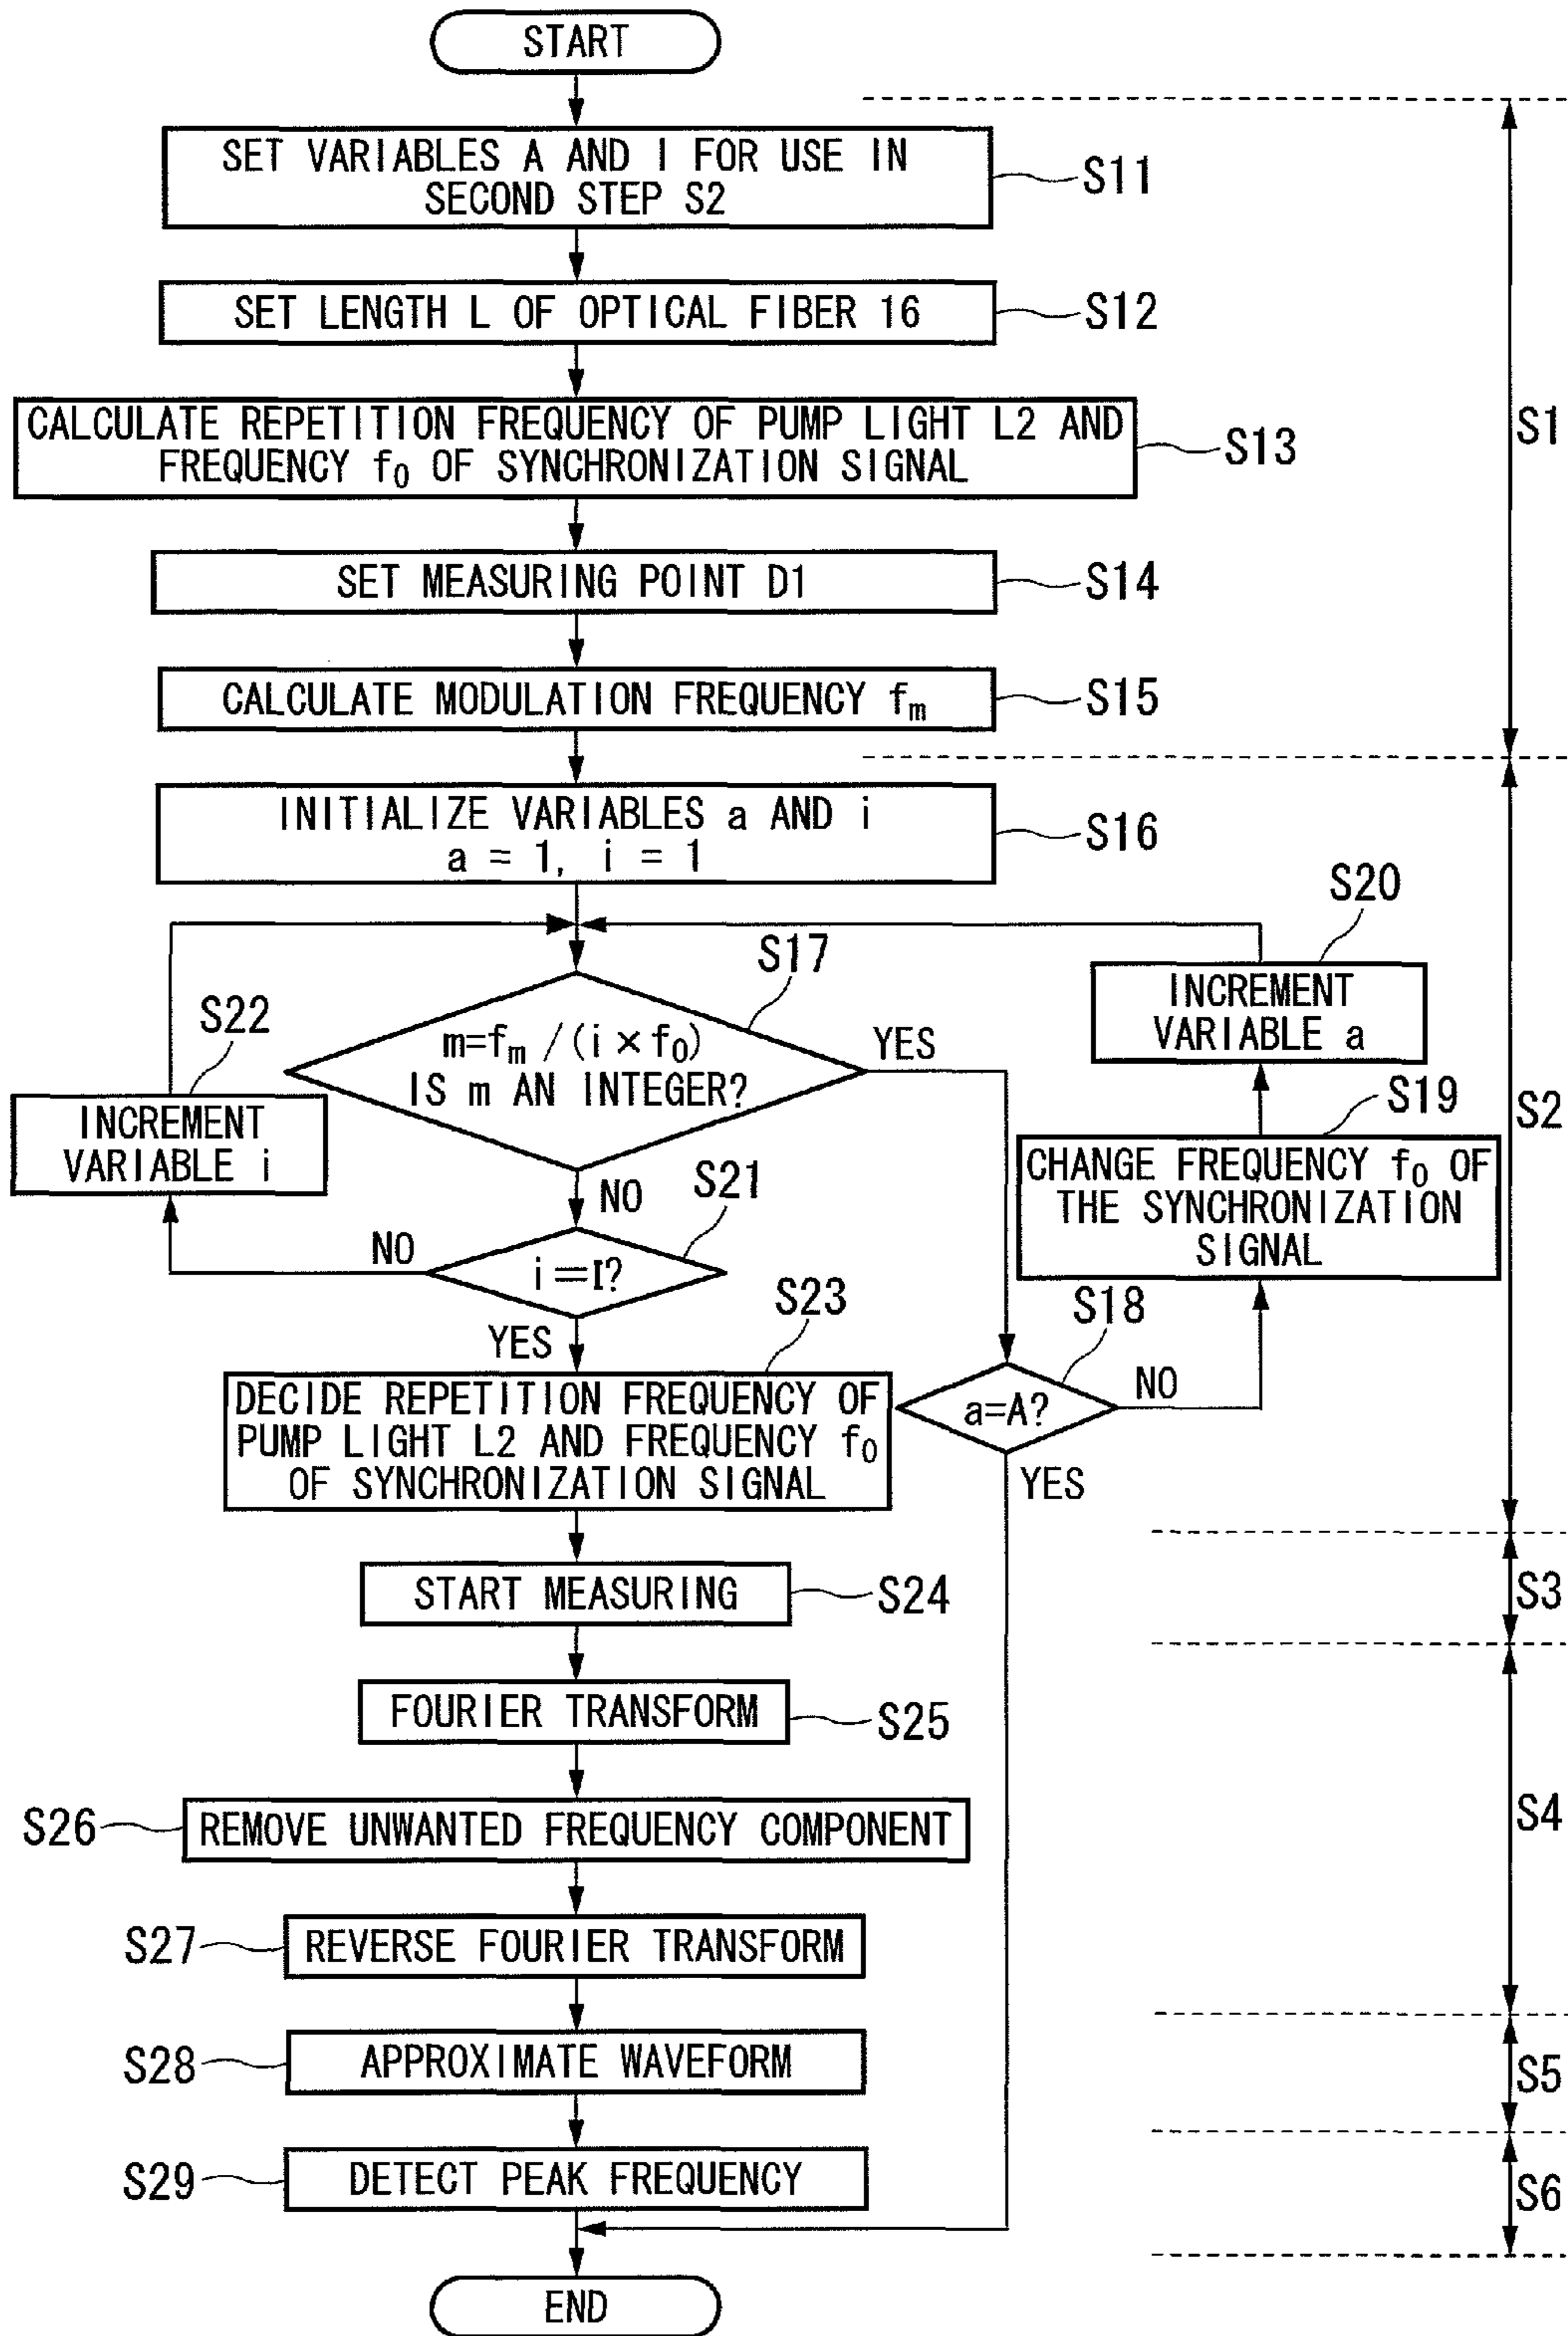 START
SET VARIABLES A AND I FOR USE IN
SECOND STEP S2
S11
SET LENGTH L OF OPTICAL FIBER 16
S12
CALCULATE REPETITION FREQUENCY OF PUMP LIGHT L2 AND
FREQUENCY f₀ OF SYNCHRONIZATION SIGNAL
S13
S1
SET MEASURING POINT D1
S14
CALCULATE MODULATION FREQUENCY fₘ
S15
INITIALIZE VARIABLES a AND i
a = 1, i = 1
S16
S20
INCREMENT
VARIABLE a
S17
m=fₘ/(i×f₀)
IS m AN INTEGER?
YES
NO
S22
INCREMENT
VARIABLE i
S19
CHANGE FREQUENCY f₀ OF
THE SYNCHRONIZATION
SIGNAL
S2
S21
i=I?
NO
YES
S18
a=A?
NO
YES
S23
DECIDE REPETITION FREQUENCY OF
PUMP LIGHT L2 AND FREQUENCY f₀
OF SYNCHRONIZATION SIGNAL
START MEASURING
S24
S3
FOURIER TRANSFORM
S25
S26
REMOVE UNWANTED FREQUENCY COMPONENT
S4
S27
REVERSE FOURIER TRANSFORM
S28
APPROXIMATE WAVEFORM
S5
S29
DETECT PEAK FREQUENCY
S6
END